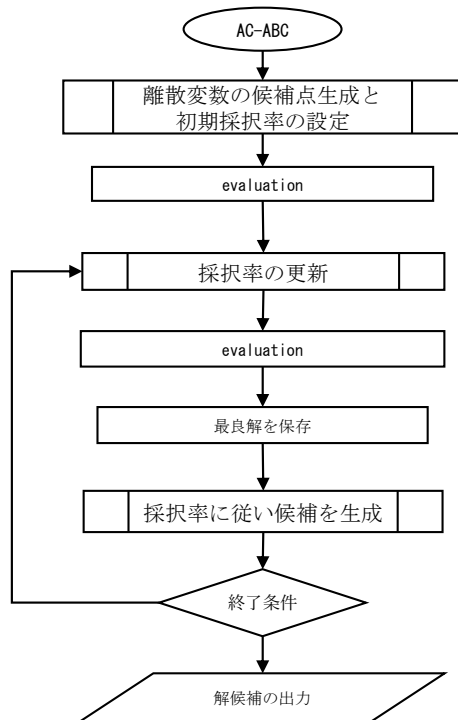 AC-ABC
離散変数の候補点生成と
初期採択率の設定
evaluation
採択率の更新
evaluation
最良解を保存
採択率に従い候補を生成
終了条件
解候補の出力